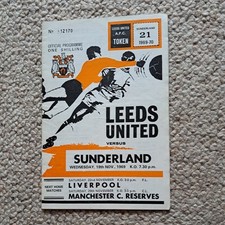 Nº 12175
OFFICIAL PROGRAMME
ONE SHILLING
LEEDS UNITED
A.F.C.
TOKEN
21
1969-70
LEEDS
UNITED
VERSUS
SUNDERLAND
WEDNESDAY, 19th NOV., 1969 K.O. 7.30 p.m.
NEXT HOME
MATCHES
LIVERPOOL
MANCHESTER C. RESERVES